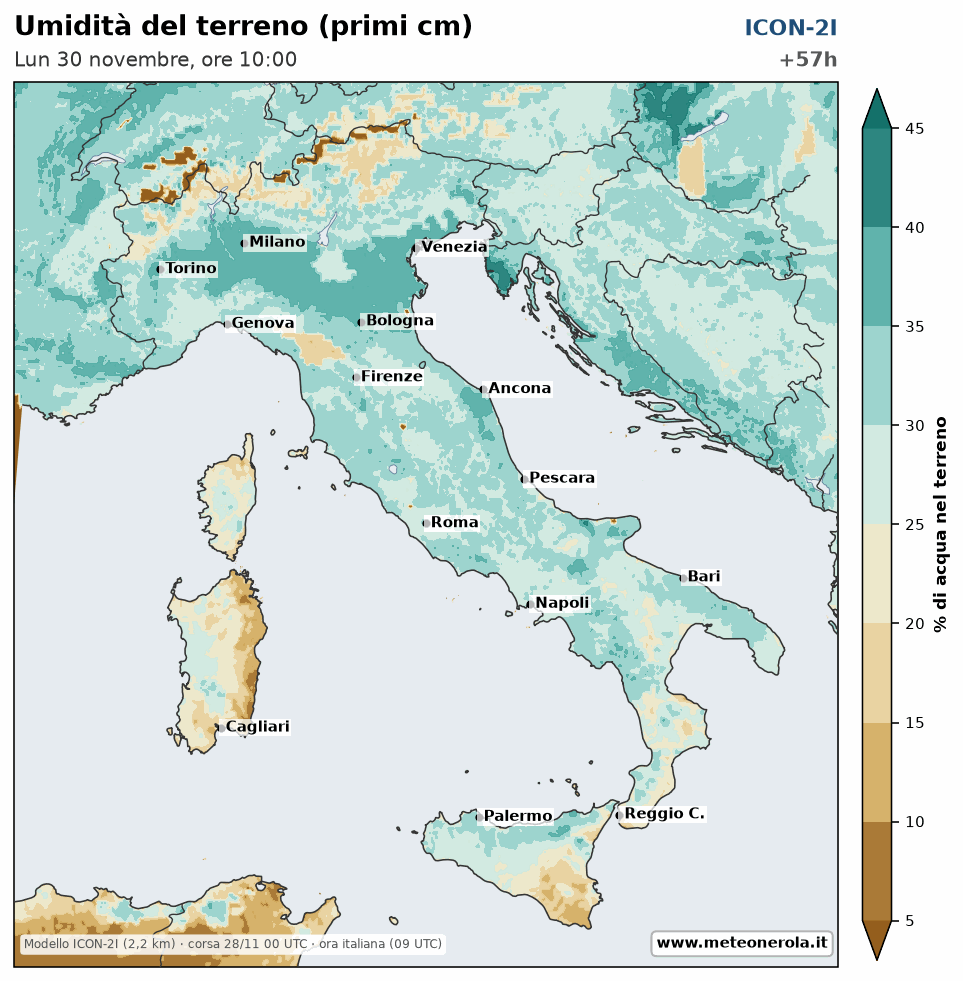 Umidità del terreno (primi cm)
ICON-2I
Lun 30 novembre, ore 10:00
+57h
Milano
Venezia
Torino
Genova
Bologna
Firenze
Ancona
Pescara
Roma
Bari
Napoli
Cagliari
Palermo
Reggio C.
45
40
35
30
25
20
15
10
5
% di acqua nel terreno
Modello ICON-2I (2,2 km) · corsa 28/11 00 UTC · ora italiana (09 UTC)
www.meteonerola.it